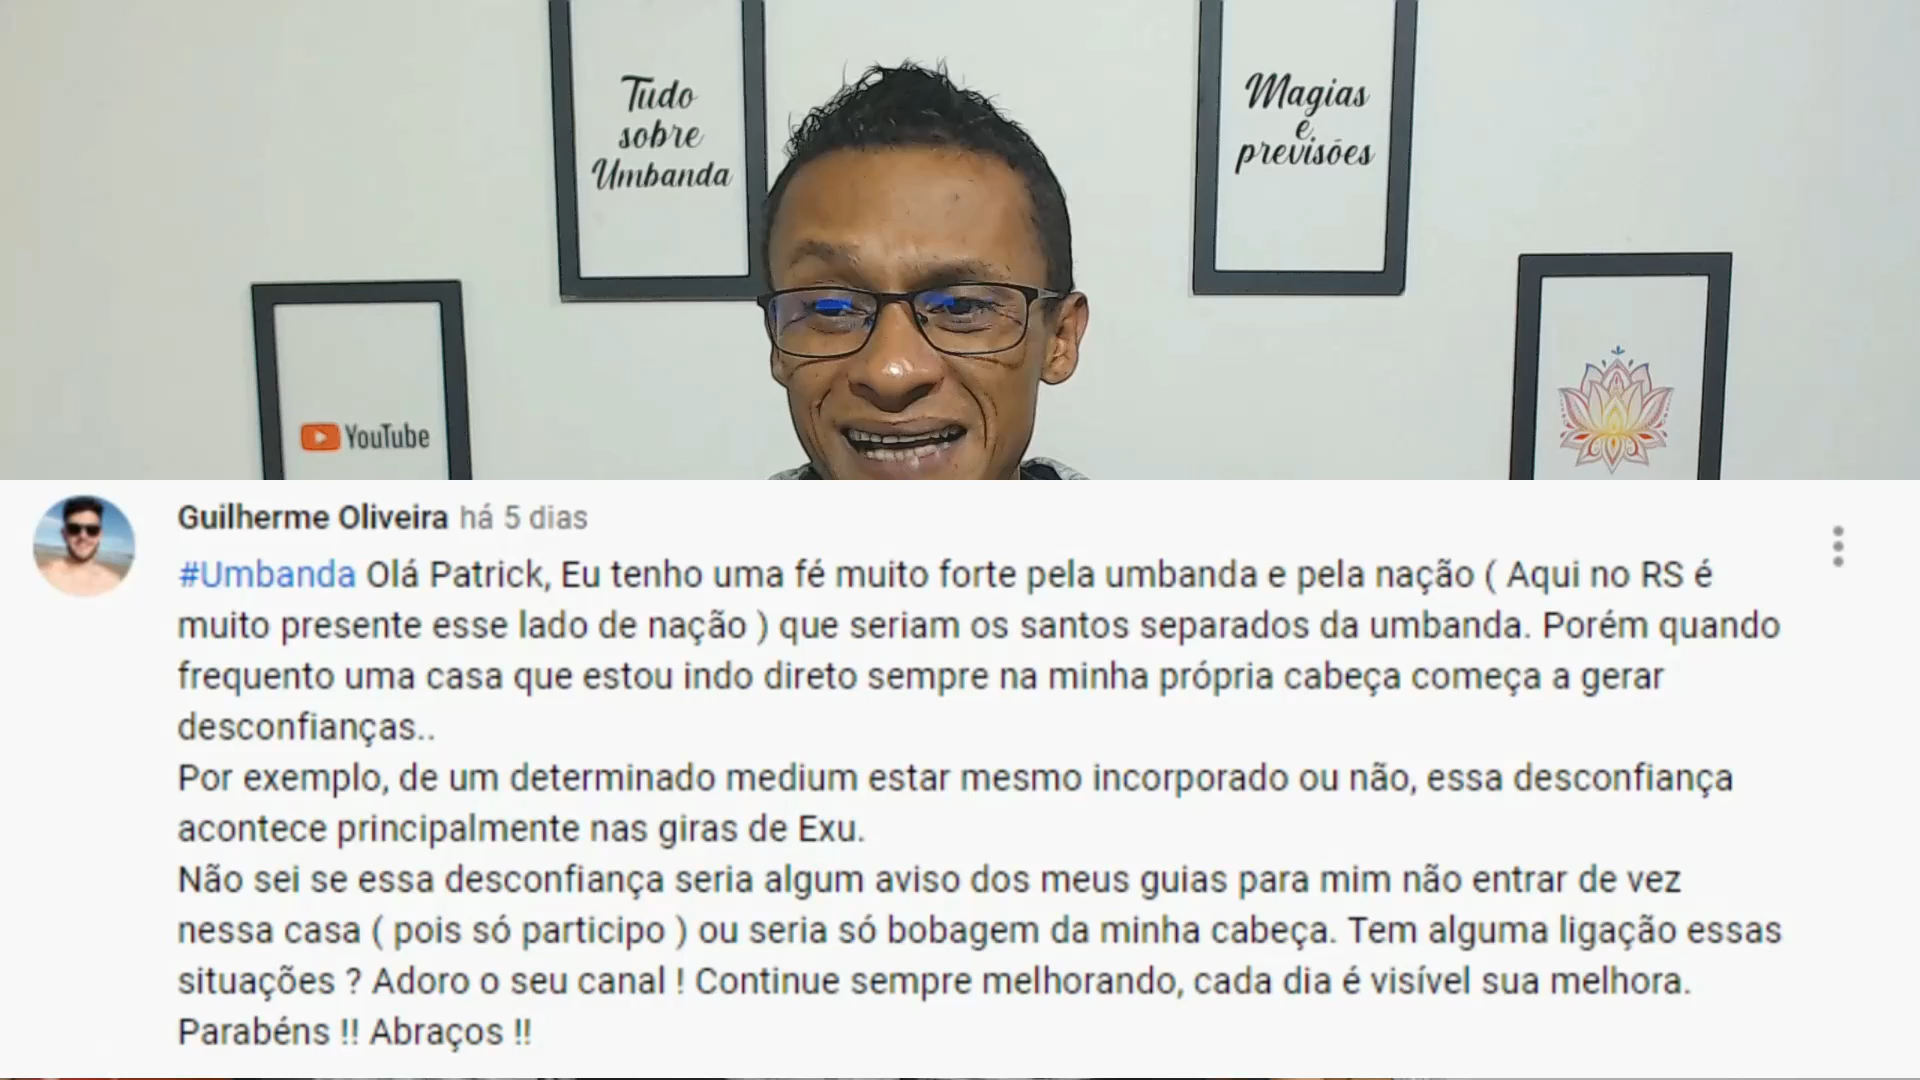 Tudo
sobre
Umbanda
Magias
e
previsões
YouTube
Guilherme Oliveira há 5 dias
#Umbanda Olá Patrick, Eu tenho uma fé muito forte pela umbanda e pela nação ( Aqui no RS é
muito presente esse lado de nação ) que seriam os santos separados da umbanda. Porém quando
frequento uma casa que estou indo direto sempre na minha própria cabeça começa a gerar
desconfianças..
Por exemplo, de um determinado medium estar mesmo incorporado ou não, essa desconfiança
acontece principalmente nas giras de Exu.
Não sei se essa desconfiança seria algum aviso dos meus guias para mim não entrar de vez
nessa casa ( pois só participo ) ou seria só bobagem da minha cabeça. Tem alguma ligação essas
situações ? Adoro o seu canal ! Continue sempre melhorando, cada dia é visível sua melhora.
Parabéns !! Abraços !!